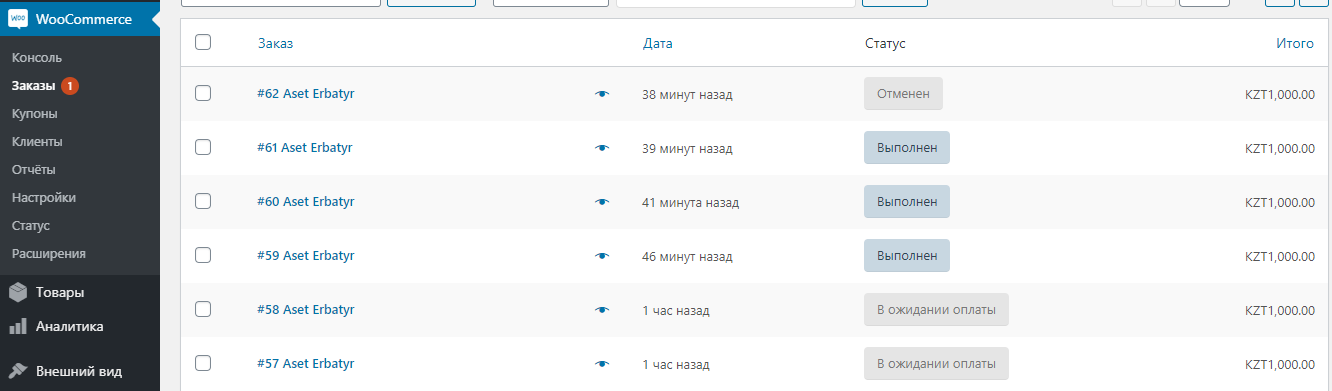 WooCommerce
Консоль
Заказы 1
Купоны
Клиенты
Отчёты
Настройки
Статус
Расширения
Товары
Аналитика
Внешний вид
Заказ Дата Статус Итого
#62 Aset Erbatyr 38 минут назад Отменен KZT1,000.00
#61 Aset Erbatyr 39 минут назад Выполнен KZT1,000.00
#60 Aset Erbatyr 41 минута назад Выполнен KZT1,000.00
#59 Aset Erbatyr 46 минут назад Выполнен KZT1,000.00
#58 Aset Erbatyr 1 час назад В ожидании оплаты KZT1,000.00
#57 Aset Erbatyr 1 час назад В ожидании оплаты KZT1,000.00